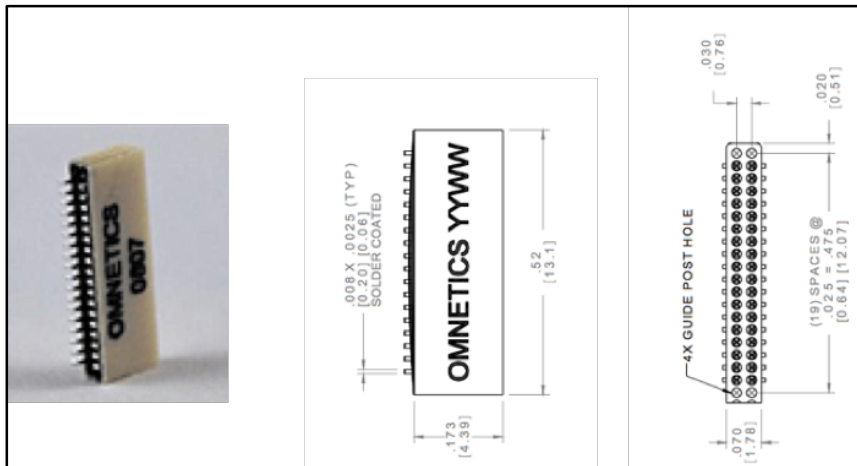 OMNETICS
0807
.008X .0025 (TYP)
[0.20] [0.06]
SOLDER COATED
OMNETICS YYWW
.52
[13.1]
.173
[4.39]
.030
[0.76]
.020
[0.51]
4X GUIDE POST HOLE
(19) SPACES @
.025 = .475
[0.64] [12.07]
.070
[1.78]